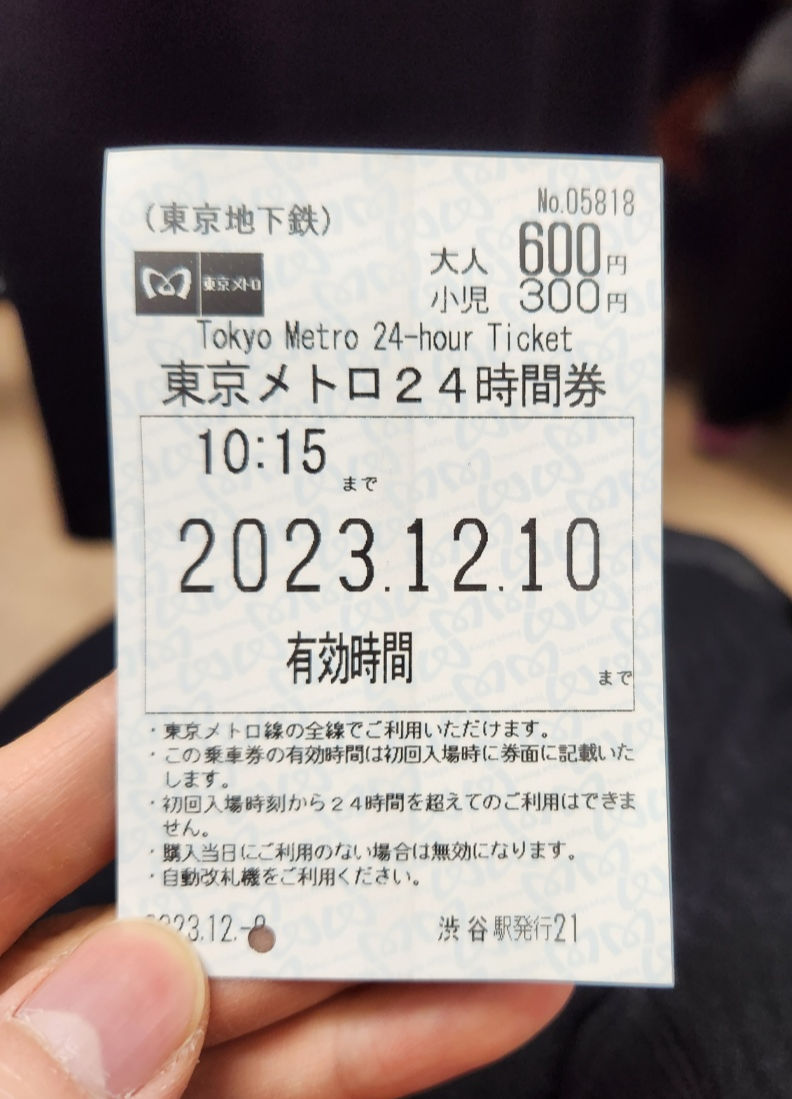 No.05818
(東京地下鉄)
大人 600円
東京メトロ
小児 300円
Tokyo Metro 24-hour Ticket
東京メトロ24時間券
10:15
まで
2023.12.10
有効時間
まで
・東京メトロ線の全線でご利用いただけます。
・この乗車券の有効時間は初回入場時に券面に記載いた
します。
・初回入場時刻から24時間を超えてのご利用はできま
せん。
・購入当日にご利用のない場合は無効になります。
・自動改札機をご利用ください。
渋谷駅発行21